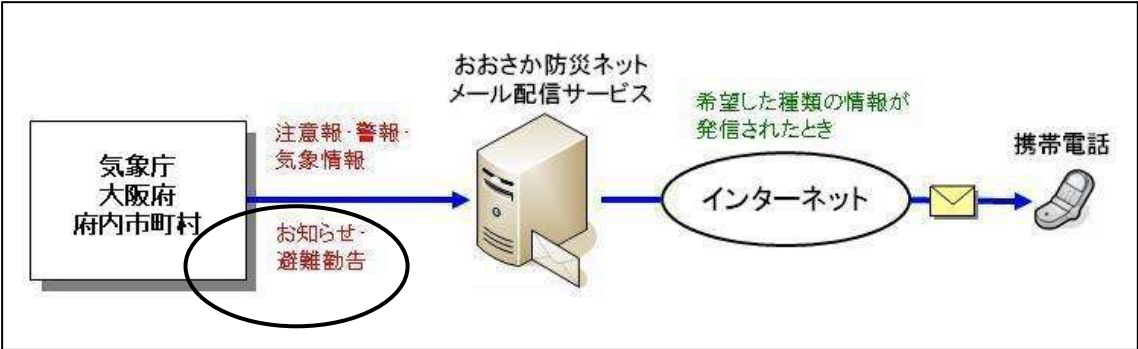 気象庁
大阪府
府内市町村
注意報・警報・
気象情報
お知らせ・
避難勧告
おおさか防災ネット
メール配信サービス
希望した種類の情報が
発信されたとき
インターネット
携帯電話